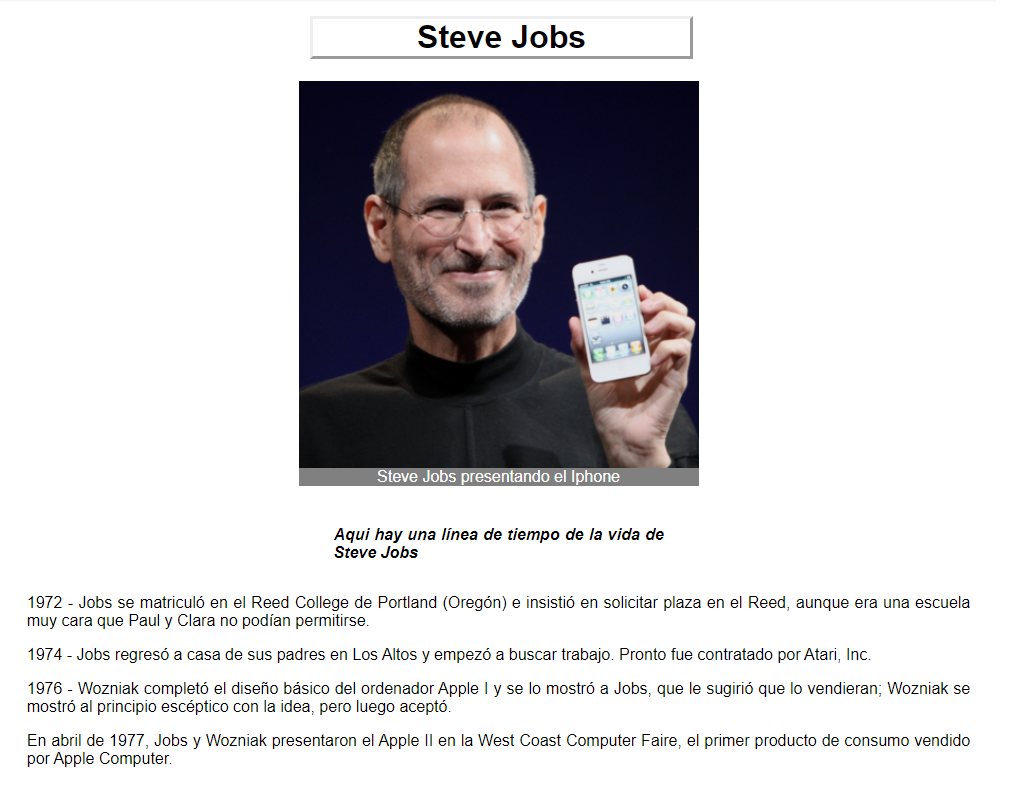 Steve Jobs
Steve Jobs presentando el Iphone
Aqui hay una línea de tiempo de la vida de
Steve Jobs
1972 - Jobs se matriculó en el Reed College de Portland (Oregón) e insistió en solicitar plaza en el Reed, aunque era una escuela
muy cara que Paul y Clara no podían permitirse.
1974 - Jobs regresó a casa de sus padres en Los Altos y empezó a buscar trabajo. Pronto fue contratado por Atari, Inc.
1976 - Wozniak completó el diseño básico del ordenador Apple I y se lo mostró a Jobs, que le sugirió que lo vendieran; Wozniak se
mostró al principio escéptico con la idea, pero luego aceptó.
En abril de 1977, Jobs y Wozniak presentaron el Apple II en la West Coast Computer Faire, el primer producto de consumo vendido
por Apple Computer.